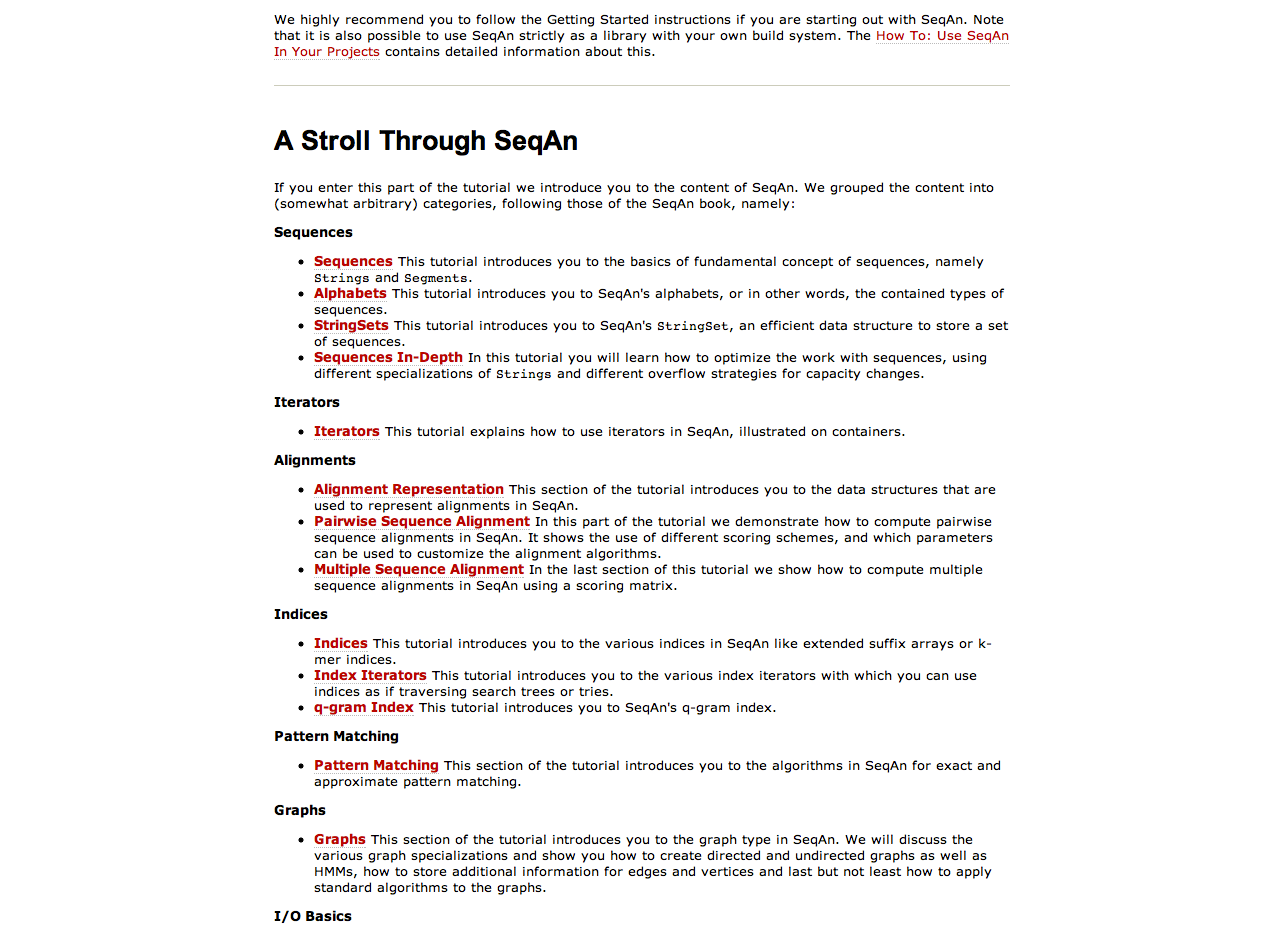 We highly recommend you to follow the Getting Started instructions if you are starting out with SeqAn. Note
that it is also possible to use SeqAn strictly as a library with your own build system. The How To: Use SeqAn
In Your Projects contains detailed information about this.
A Stroll Through SeqAn
If you enter this part of the tutorial we introduce you to the content of SeqAn. We grouped the content into
(somewhat arbitrary) categories, following those of the SeqAn book, namely:
Sequences
• Sequences This tutorial introduces you to the basics of fundamental concept of sequences, namely
Strings and Segments.
• Alphabets This tutorial introduces you to SeqAn's alphabets, or in other words, the contained types of
sequences.
• StringSets This tutorial introduces you to SeqAn's StringSet, an efficient data structure to store a set
of sequences.
• Sequences In-Depth In this tutorial you will learn how to optimize the work with sequences, using
different specializations of Strings and different overflow strategies for capacity changes.
Iterators
• Iterators This tutorial explains how to use iterators in SeqAn, illustrated on containers.
Alignments
• Alignment Representation This section of the tutorial introduces you to the data structures that are
used to represent alignments in SeqAn.
• Pairwise Sequence Alignment In this part of the tutorial we demonstrate how to compute pairwise
sequence alignments in SeqAn. It shows the use of different scoring schemes, and which parameters
can be used to customize the alignment algorithms.
• Multiple Sequence Alignment In the last section of this tutorial we show how to compute multiple
sequence alignments in SeqAn using a scoring matrix.
Indices
• Indices This tutorial introduces you to the various indices in SeqAn like extended suffix arrays or k-
mer indices.
• Index Iterators This tutorial introduces you to the various index iterators with which you can use
indices as if traversing search trees or tries.
• q-gram Index This tutorial introduces you to SeqAn's q-gram index.
Pattern Matching
• Pattern Matching This section of the tutorial introduces you to the algorithms in SeqAn for exact and
approximate pattern matching.
Graphs
• Graphs This section of the tutorial introduces you to the graph type in SeqAn. We will discuss the
various graph specializations and show you how to create directed and undirected graphs as well as
HMMs, how to store additional information for edges and vertices and last but not least how to apply
standard algorithms to the graphs.
I/O Basics